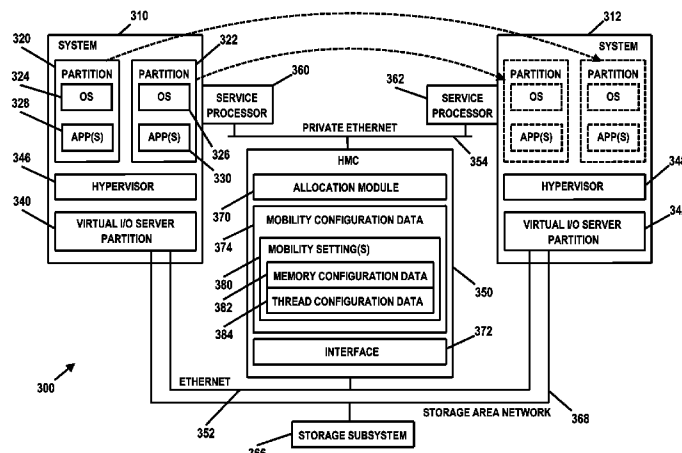 310
312
SYSTEM
SYSTEM
320
322
PARTITION
PARTITION
PARTITION
PARTITION
324
OS
OS
OS
OS
360
362
SERVICE
PROCESSOR
SERVICE
PROCESSOR
328
APP(S)
APP(S)
APP(S)
APP(S)
326
330
PRIVATE ETHERNET
354
HMC
346
HYPERVISOR
HYPERVISOR
348
370
ALLOCATION MODULE
340
VIRTUAL I/O SERVER
PARTITION
VIRTUAL I/O SERVER
PARTITION
34
374
MOBILITY CONFIGURATION DATA
380
MOBILITY SETTING(S)
382
MEMORY CONFIGURATION DATA
384
THREAD CONFIGURATION DATA
350
372
INTERFACE
300
ETHERNET
352
STORAGE AREA NETWORK
368
366
STORAGE SUBSYSTEM